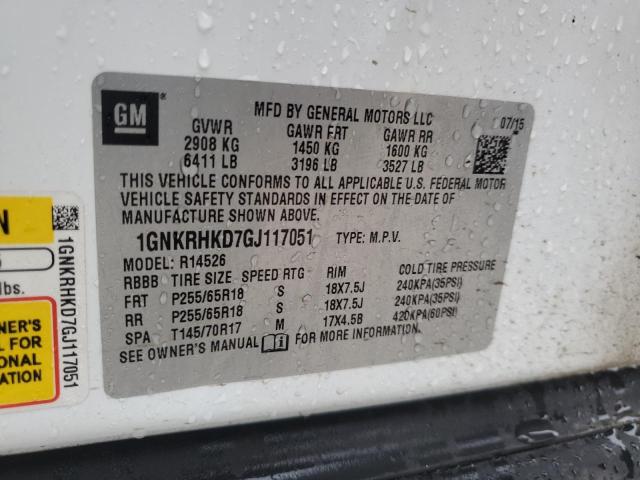 GM
®
MFD BY GENERAL MOTORS LLC
07/15
GVWR GAWR FRT GAWR RR
2908 KG 1450 KG 1600 KG
6411 LB 3196 LB 3527 LB
THIS VEHICLE CONFORMS TO ALL APPLICABLE U.S. FEDERAL MOTOR
VEHICLE SAFETY STANDARDS IN EFFECT ON THE DATE OF
MANUFACTURE SHOWN ABOVE.
1GNKRHKD7GJ117051 TYPE: M.P.V.
MODEL: R14526
RBBB TIRE SIZE SPEED RTG RIM COLD TIRE PRESSURE
FRT P255/65R18 S 18X7.5J 240KPA(35PSI)
RR P255/65R18 S 18X7.5J 240KPA(35PSI)
SPA T145/70R17 M 17X4.5B 420KPA(60PSI)
SEE OWNER'S MANUAL FOR MORE INFORMATION
N
lbs.
OWNER'S
L FOR
IONAL
MATION
1GNKRHKD7GJ117051